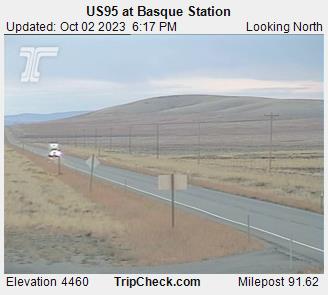 US95 at Basque Station
Updated: Oct 02 2023 6:17 PM Looking North
Elevation 4460 TripCheck.com Milepost 91.62